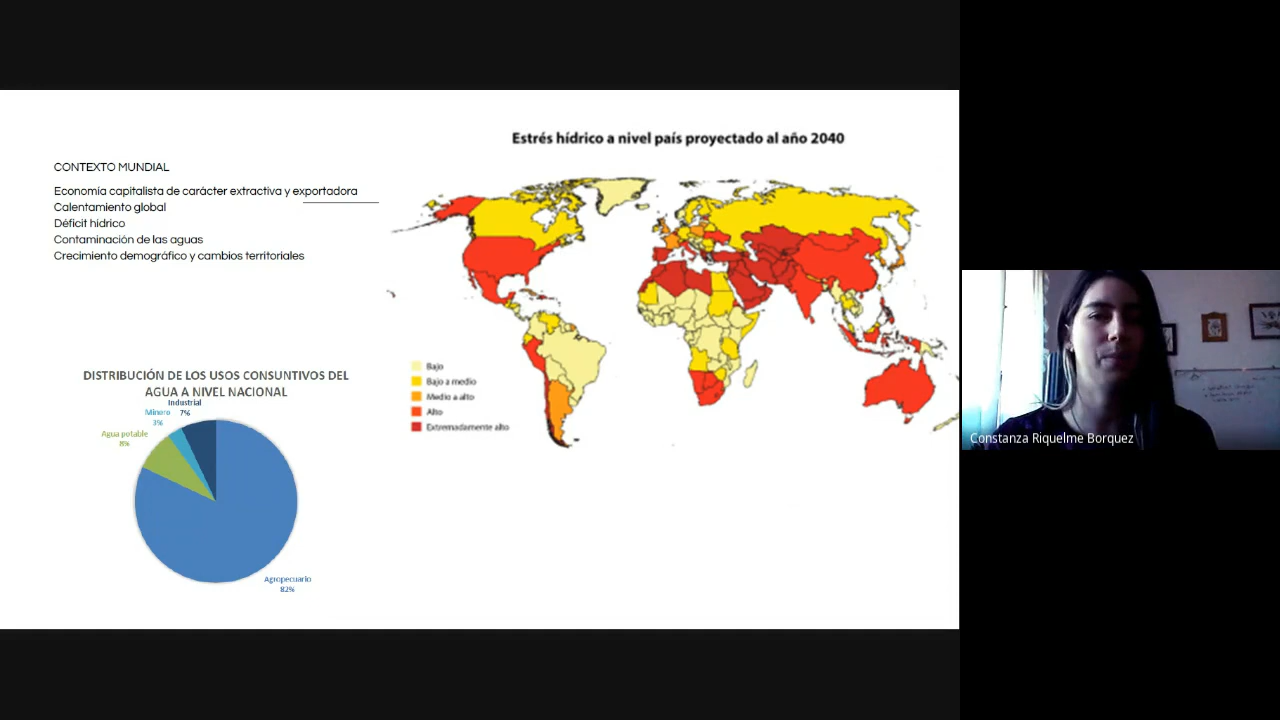 Estrés hídrico a nivel país proyectado al año 2040
CONTEXTO MUNDIAL
Economía capitalista de carácter extractiva y exportadora
Calentamiento global
Déficit hídrico
Contaminación de las aguas
Crecimiento demográfico y cambios territoriales
Bajo
Bajo a medio
Medio a alto
Alto
Extremadamente alto
DISTRIBUCIÓN DE LOS USOS CONSUNTIVOS DEL
AGUA A NIVEL NACIONAL
Industrial
7%
Minero
3%
Agua potable
8%
Agropecuario
82%
Constanza Riquelme Borquez